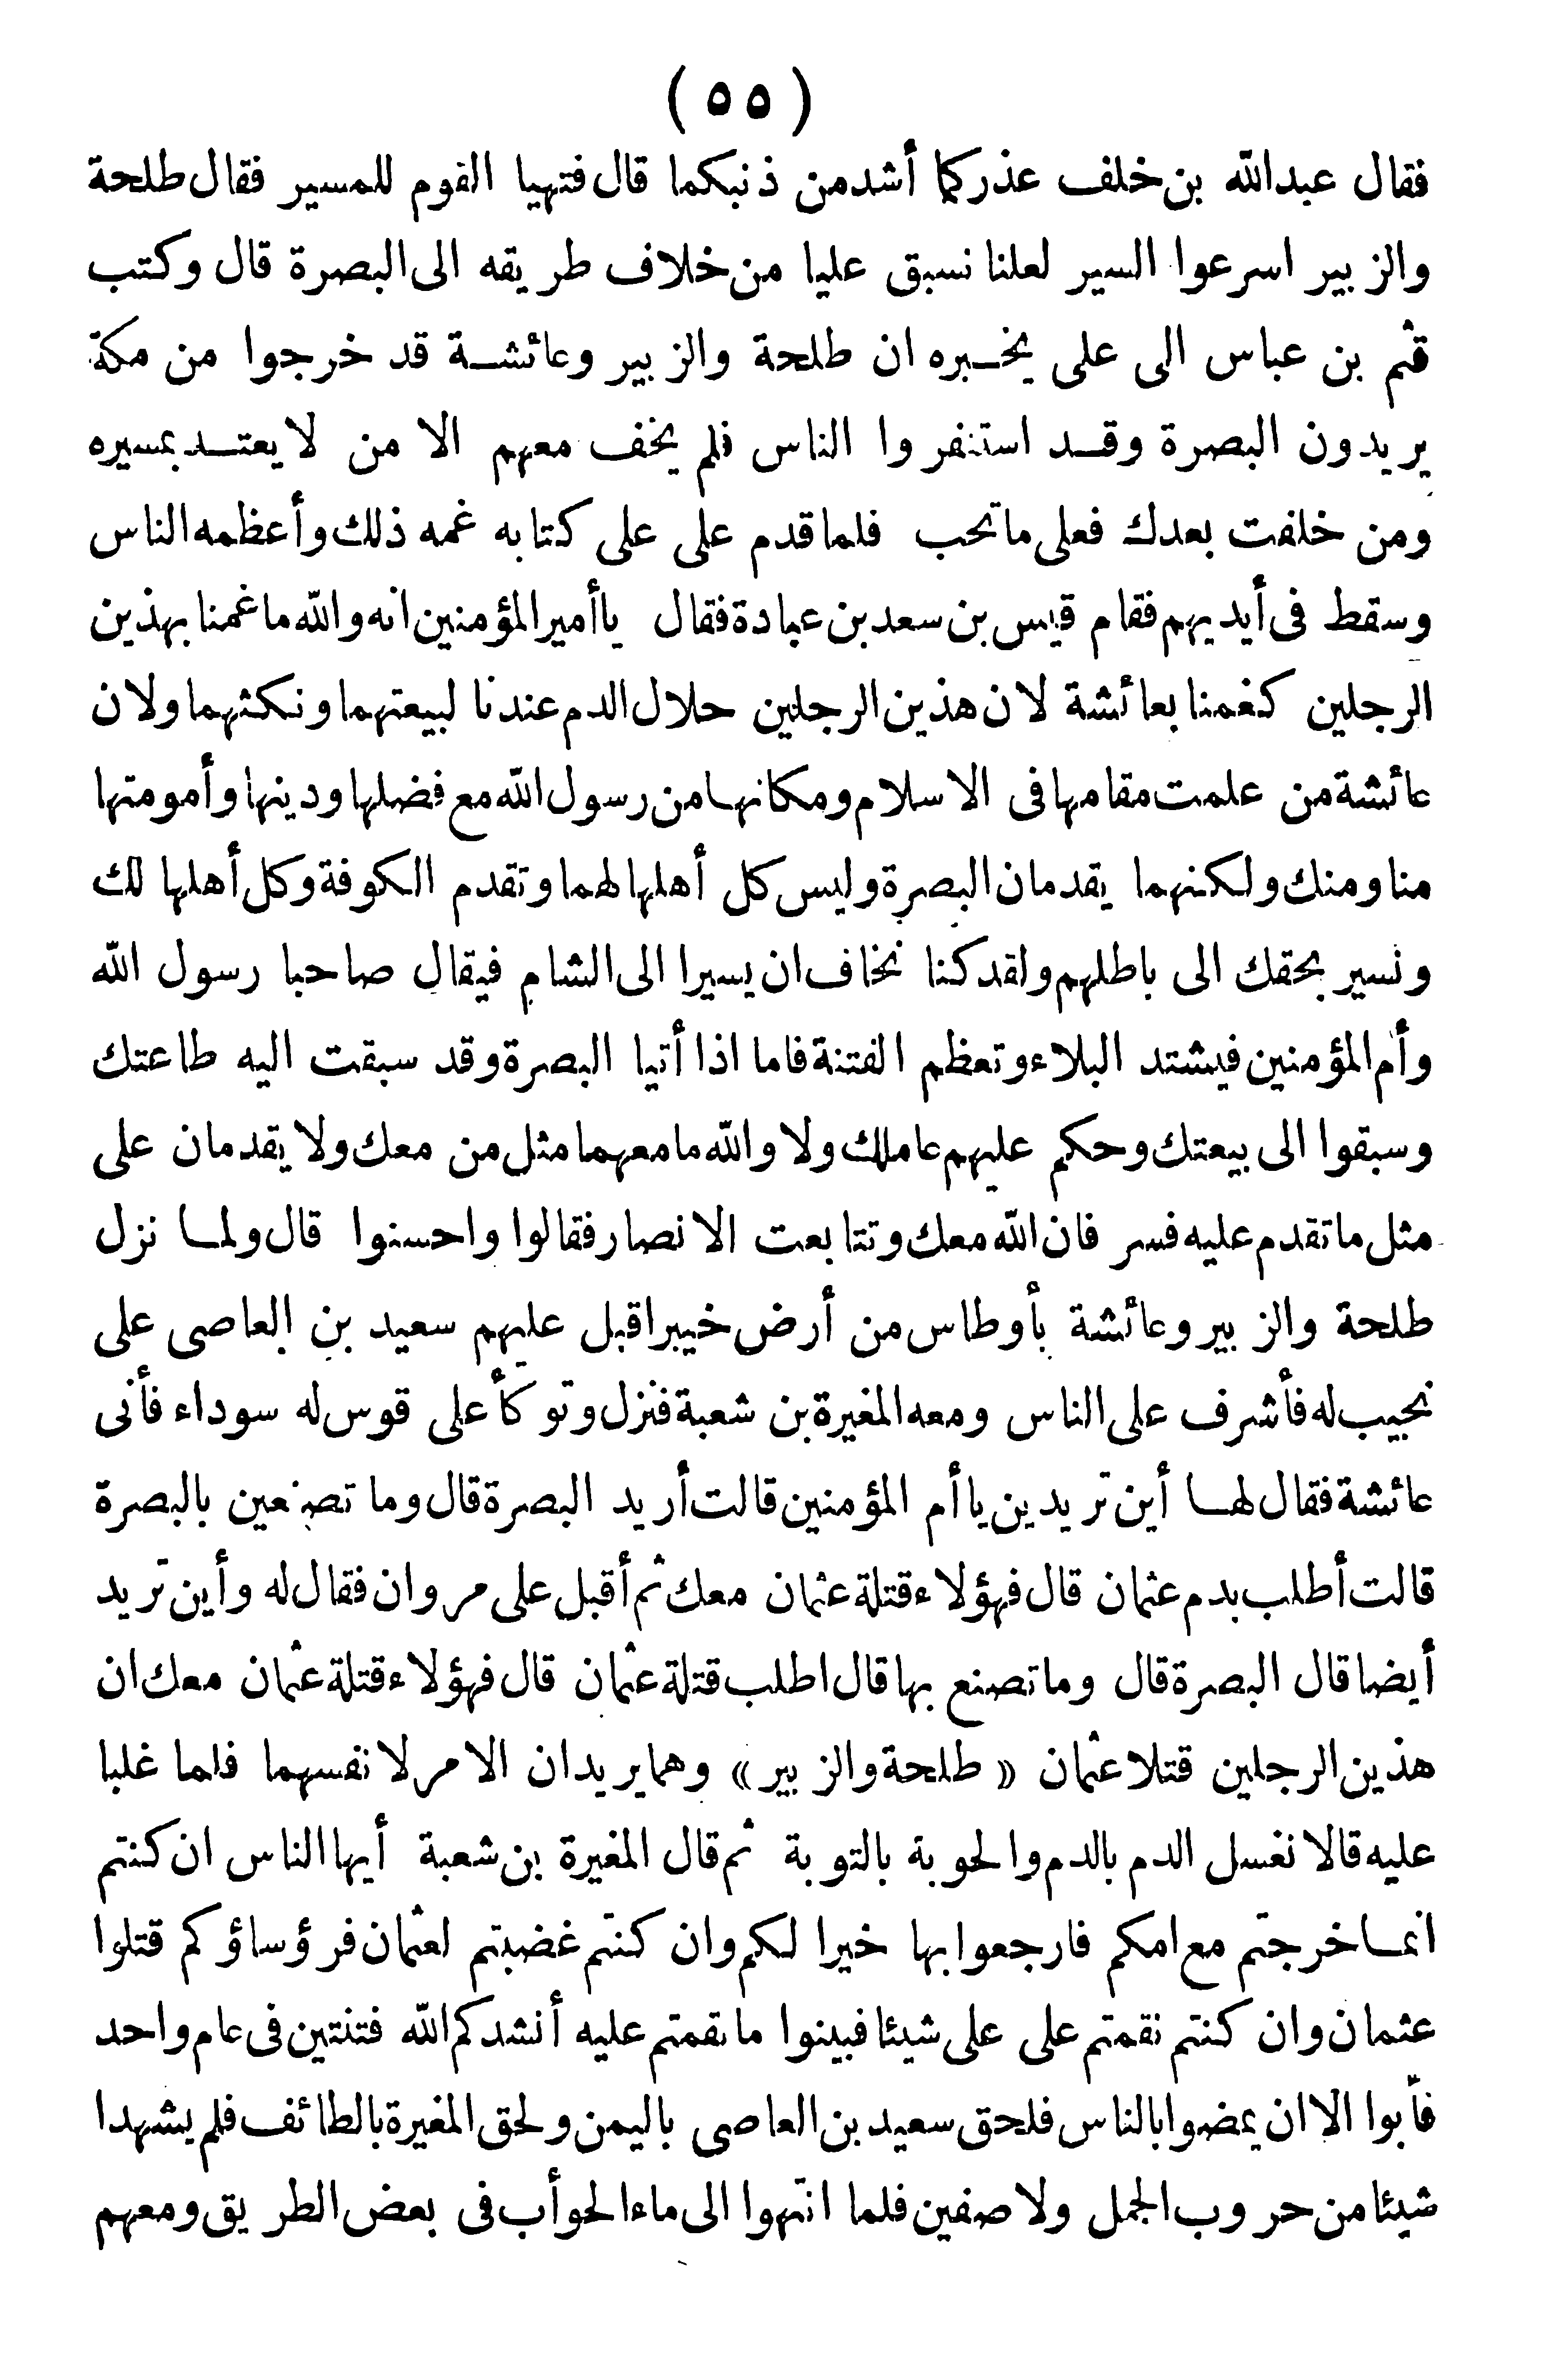 (٥٥)
فقال عبدالله بن خلف عذركما أشد من ذنبكما قال فتهيا القوم للمسير فقال طلحة
والزبير اسرعوا السير لعلنا نسبق عليا من خلاف طريقه الى البصرة قال وكتب
قثم بن عباس الى على يخبره ان طلحة والزبير وعائشة قد خرجوا من مكة
يريدون البصرة وقد استنفروا الناس فلم يخف معهم الا من لا يعتد بمسيره
ومن خلفت بعدك فعلى ما تحب فلما قدم على على كتابه غمه ذلك وأعظمه الناس
وسقط فى أيديهم فقام قيس بن سعد بن عبادة فقال يا أمير المؤمنين انه والله ما غمنا بهذين
الرجلين كغمنا بعائشة لان هذين الرجلين حلال الدم عندنا لبيعتهما ونكثهما ولان
عائشة من علمت مقامها فى الاسلام ومكانها من رسول الله مع فضلها ودينها وأمومتها
منا ومنك ولكنهما يقدمان البصرة وليس كل أهلها لهما وتقدم الكوفة وكل أهلها لك
ونسير بحقك الى باطلهم ولقد كنا نخاف ان يسيرا الى الشام فيقال صاحبا رسول الله
وأم المؤمنين فيشتد البلاء وتعظم الفتنة فاما اذا أتيا البصرة وقد سبقت اليه طاعتك
وسبقوا الى بيعتك وحكم عليهم عاملك ولا والله ما معهما مثل من معك ولا يقدمان على
مثل ما تقدم عليه فسر فان الله معك وتتابعت الانصار فقالوا واحسنوا قال ولما نزل
طلحة والزبير وعائشة بأوطاس من أرض خيبر اقبل عليهم سعيد بن العاصى على
نجيب له فأشرف على الناس ومعه المغيرة بن شعبة فنزل وتوكأ على قوس له سوداء فأتى
عائشة فقال لها أين تريدين يا أم المؤمنين قالت أريد البصرة قال وما تصنعين بالبصرة
قالت أطلب بدم عثمان قال فهؤلاء قتلة عثمان معك ثم أقبل على مروان فقال له وأين تريد
أيضا قال البصرة قال وما تصنع بها قال اطلب قتلة عثمان قال فهؤلاء قتلة عثمان معك ان
هذين الرجلين قتلا عثمان « طلحة والزبير » وهما يريدان الامر لانفسهما فلما غلبا
عليه قالا نغسل الدم بالدم والحوبة بالتوبة ثم قال المغيرة بن شعبة أيها الناس ان كنتم
انما خرجتم مع امكم فارجعوا بها خيرا لكم وان كنتم غضبتم لعثمان فرؤساؤكم قتلوا
عثمان وان كنتم نقمتم على على شيئا فبينوا ما نقمتم عليه أنشدكم الله فتنتين فى عام واحد
فأبوا الا ان يمضوا بالناس فلحق سعيد بن العاصى باليمن ولحق المغيرة بالطائف فلم يشهدا
شيئا من حروب الجمل ولا صفين فلما انتهوا الى ماء الحوأب فى بعض الطريق ومعهم